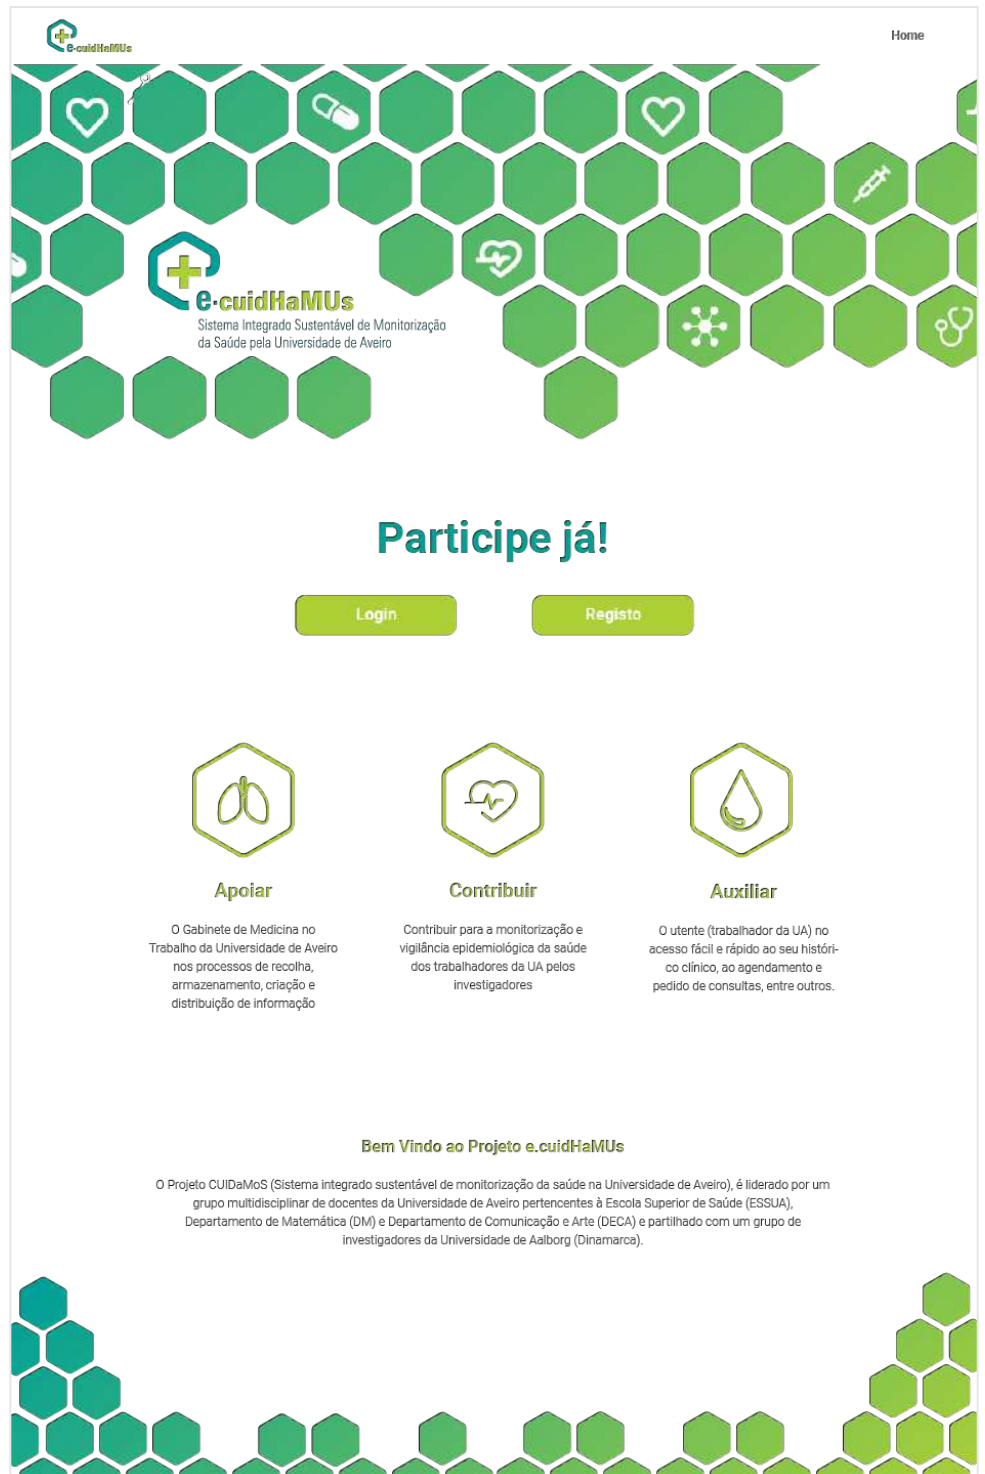 e-cuidHaMUs
Home
e-cuidHaMUs
Sistema Integrado Sustentável de Monitorização
da Saúde pela Universidade de Aveiro
Participe já!
Login
Registo
Apoiar
O Gabinete de Medicina no
Trabalho da Universidade de Aveiro
nos processos de recolha,
armazenamento, criação e
distribuição de informação
Contribuir
Contribuir para a monitorização e
vigilância epidemiológica da saúde
dos trabalhadores da UA pelos
investigadores
Auxiliar
O utente (trabalhador da UA) no
acesso fácil e rápido ao seu históri-
co clínico, ao agendamento e
pedido de consultas, entre outros.
Bem Vindo ao Projeto e.cuidHaMUs
O Projeto CUIDaMoS (Sistema integrado sustentável de monitorização da saúde na Universidade de Aveiro), é liderado por um
grupo multidisciplinar de docentes da Universidade de Aveiro pertencentes à Escola Superior de Saúde (ESSUA),
Departamento de Matemática (DM) e Departamento de Comunicação e Arte (DECA) e partilhado com um grupo de
investigadores da Universidade de Aalborg (Dinamarca).